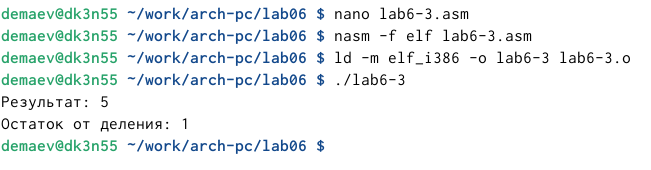 demaev@dk3n55 ~/work/arch-pc/lab06 $ nano lab6-3.asm
demaev@dk3n55 ~/work/arch-pc/lab06 $ nasm -f elf lab6-3.asm
demaev@dk3n55 ~/work/arch-pc/lab06 $ ld -m elf_i386 -o lab6-3 lab6-3.o
demaev@dk3n55 ~/work/arch-pc/lab06 $ ./lab6-3
Результат: 5
Остаток от деления: 1
demaev@dk3n55 ~/work/arch-pc/lab06 $